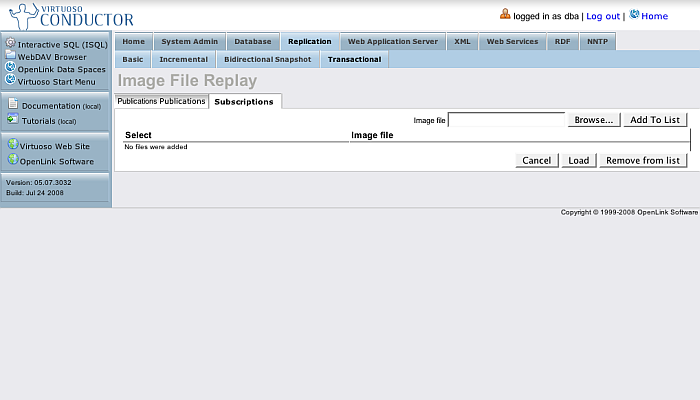 VIRTUOSO
CONDUCTOR
logged in as dba | Log out | Home
Interactive SQL (ISQL)
WebDAV Browser
OpenLink Data Spaces
Virtuoso Start Menu
Documentation (local)
Tutorials (local)
Virtuoso Web Site
OpenLink Software
Version: 05.07.3032
Build: Jul 24 2008
Home System Admin Database Replication Web Application Server XML Web Services RDF NNTP
Basic Incremental Bidirectional Snapshot Transactional
Image File Replay
Publications Publications Subscriptions
Image file Browse... Add To List
Select Image file
No files were added
Cancel Load Remove from list
Copyright © 1999-2008 OpenLink Software